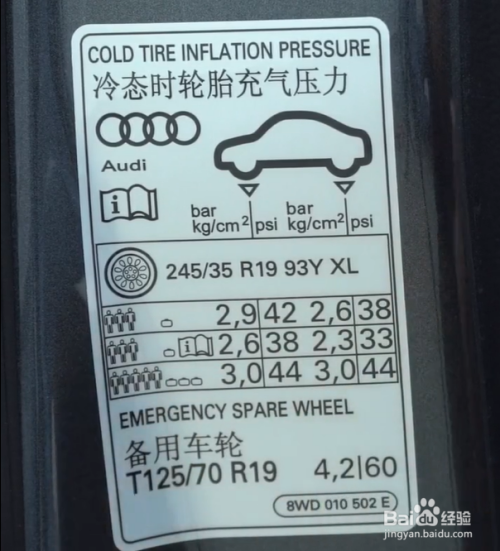 COLD TIRE INFLATION PRESSURE
冷态时轮胎充气压力
Audi
bar kg/cm² psi bar kg/cm² psi
245/35 R19 93Y XL
2,9 42 2,6 38
i 2,6 38 2,3 33
3,0 44 3,0 44
EMERGENCY SPARE WHEEL
备用车轮
T125/70 R19 4,2|60
8WD 010 502 E
Baidu 经验
jingyan.baidu.com